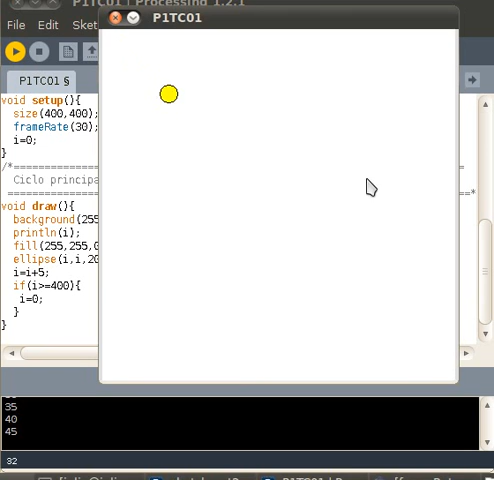 P1TC01 | Processing 1.2.1
P1TC01
File Edit Sket
P1TC01 §
void setup(){
size(400,400);
frameRate(30);
i=0;
}
/*==============
Ciclo principa
=*
void draw(){
background(255
println(i);
fill(255,255,0
ellipse(i,i,20
i=i+5;
if(i>=400){
i=0;
}
}
35
40
45
32